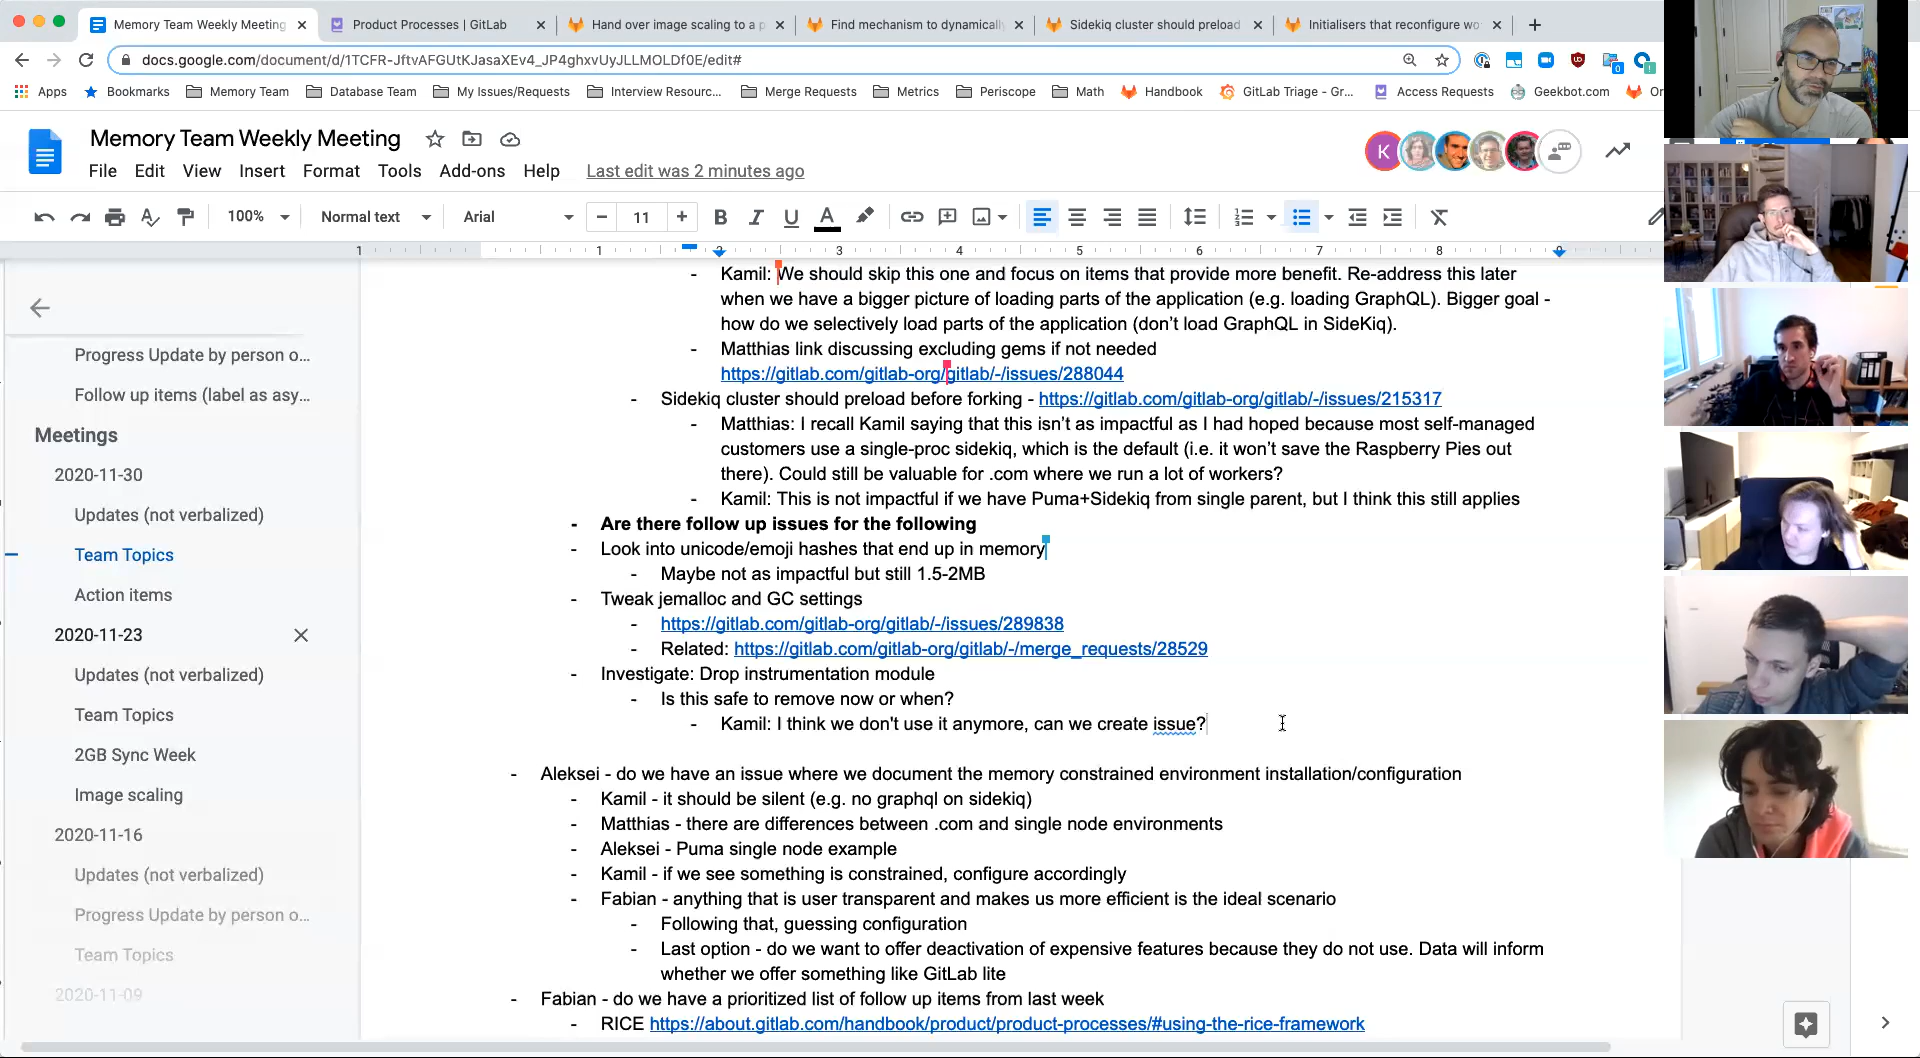 Memory Team Weekly Meeting
Product Processes | GitLab
Hand over image scaling to a p
Find mechanism to dynamically
Sidekiq cluster should preload
Initialisers that reconfigure wo
docs.google.com/document/d/1TCFR-JftvAFGUtKJasaXEv4_JP4ghxvUyJLLMOLDf0E/edit#
Apps
Bookmarks
Memory Team
Database Team
My Issues/Requests
Interview Resourc...
Merge Requests
Metrics
Periscope
Math
Handbook
GitLab Triage - Gr...
Access Requests
Geekbot.com
Or
Memory Team Weekly Meeting
K
File Edit View Insert Format Tools Add-ons Help Last edit was 2 minutes ago
100% Normal text Arial 11
1 1 2 3 4 5 6 7 8 9
Progress Update by person o...
Follow up items (label as asy...
Meetings
2020-11-30
Updates (not verbalized)
Team Topics
Action items
2020-11-23
Updates (not verbalized)
Team Topics
2GB Sync Week
Image scaling
2020-11-16
Updates (not verbalized)
Progress Update by person o...
Team Topics
2020-11-09
- Kamil: We should skip this one and focus on items that provide more benefit. Re-address this later
when we have a bigger picture of loading parts of the application (e.g. loading GraphQL). Bigger goal -
how do we selectively load parts of the application (don't load GraphQL in SideKiq).
- Matthias link discussing excluding gems if not needed
https://gitlab.com/gitlab-org/gitlab/-/issues/288044
- Sidekiq cluster should preload before forking - https://gitlab.com/gitlab-org/gitlab/-/issues/215317
- Matthias: I recall Kamil saying that this isn't as impactful as I had hoped because most self-managed
customers use a single-proc sidekiq, which is the default (i.e. it won't save the Raspberry Pies out
there). Could still be valuable for .com where we run a lot of workers?
- Kamil: This is not impactful if we have Puma+Sidekiq from single parent, but I think this still applies
- Are there follow up issues for the following
- Look into unicode/emoji hashes that end up in memory
- Maybe not as impactful but still 1.5-2MB
- Tweak jemalloc and GC settings
- https://gitlab.com/gitlab-org/gitlab/-/issues/289838
- Related: https://gitlab.com/gitlab-org/gitlab/-/merge_requests/28529
- Investigate: Drop instrumentation module
- Is this safe to remove now or when?
- Kamil: I think we don't use it anymore, can we create issue?
- Aleksei - do we have an issue where we document the memory constrained environment installation/configuration
- Kamil - it should be silent (e.g. no graphql on sidekiq)
- Matthias - there are differences between .com and single node environments
- Aleksei - Puma single node example
- Kamil - if we see something is constrained, configure accordingly
- Fabian - anything that is user transparent and makes us more efficient is the ideal scenario
- Following that, guessing configuration
- Last option - do we want to offer deactivation of expensive features because they do not use. Data will inform
whether we offer something like GitLab lite
- Fabian - do we have a prioritized list of follow up items from last week
- RICE https://about.gitlab.com/handbook/product/product-processes/#using-the-rice-framework